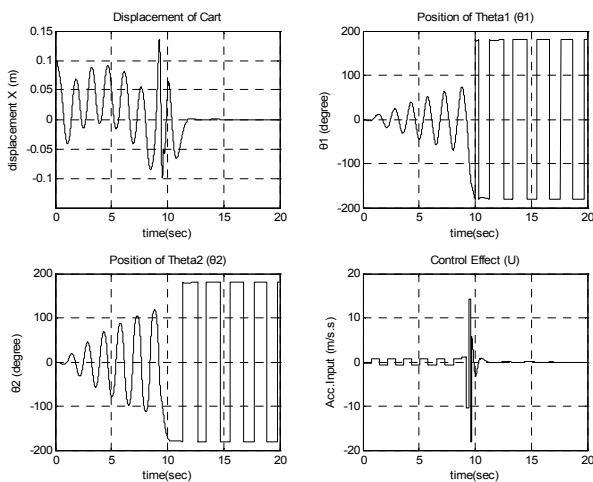 Displacement of Cart
0.15
0.1
0.05
0
-0.05
-0.1
displacement X (m)
0 5 10 15 20
time(sec)
Position of Theta1 (θ1)
200
100
0
-100
-200
θ1 (degree)
0 5 10 15 20
time(sec)
Position of Theta2 (θ2)
200
100
0
-100
-200
θ2 (degree)
0 5 10 15 20
time(sec)
Control Effect (U)
20
10
0
-10
-20
Acc.Input (m/s.s)
0 5 10 15 20
time(sec)